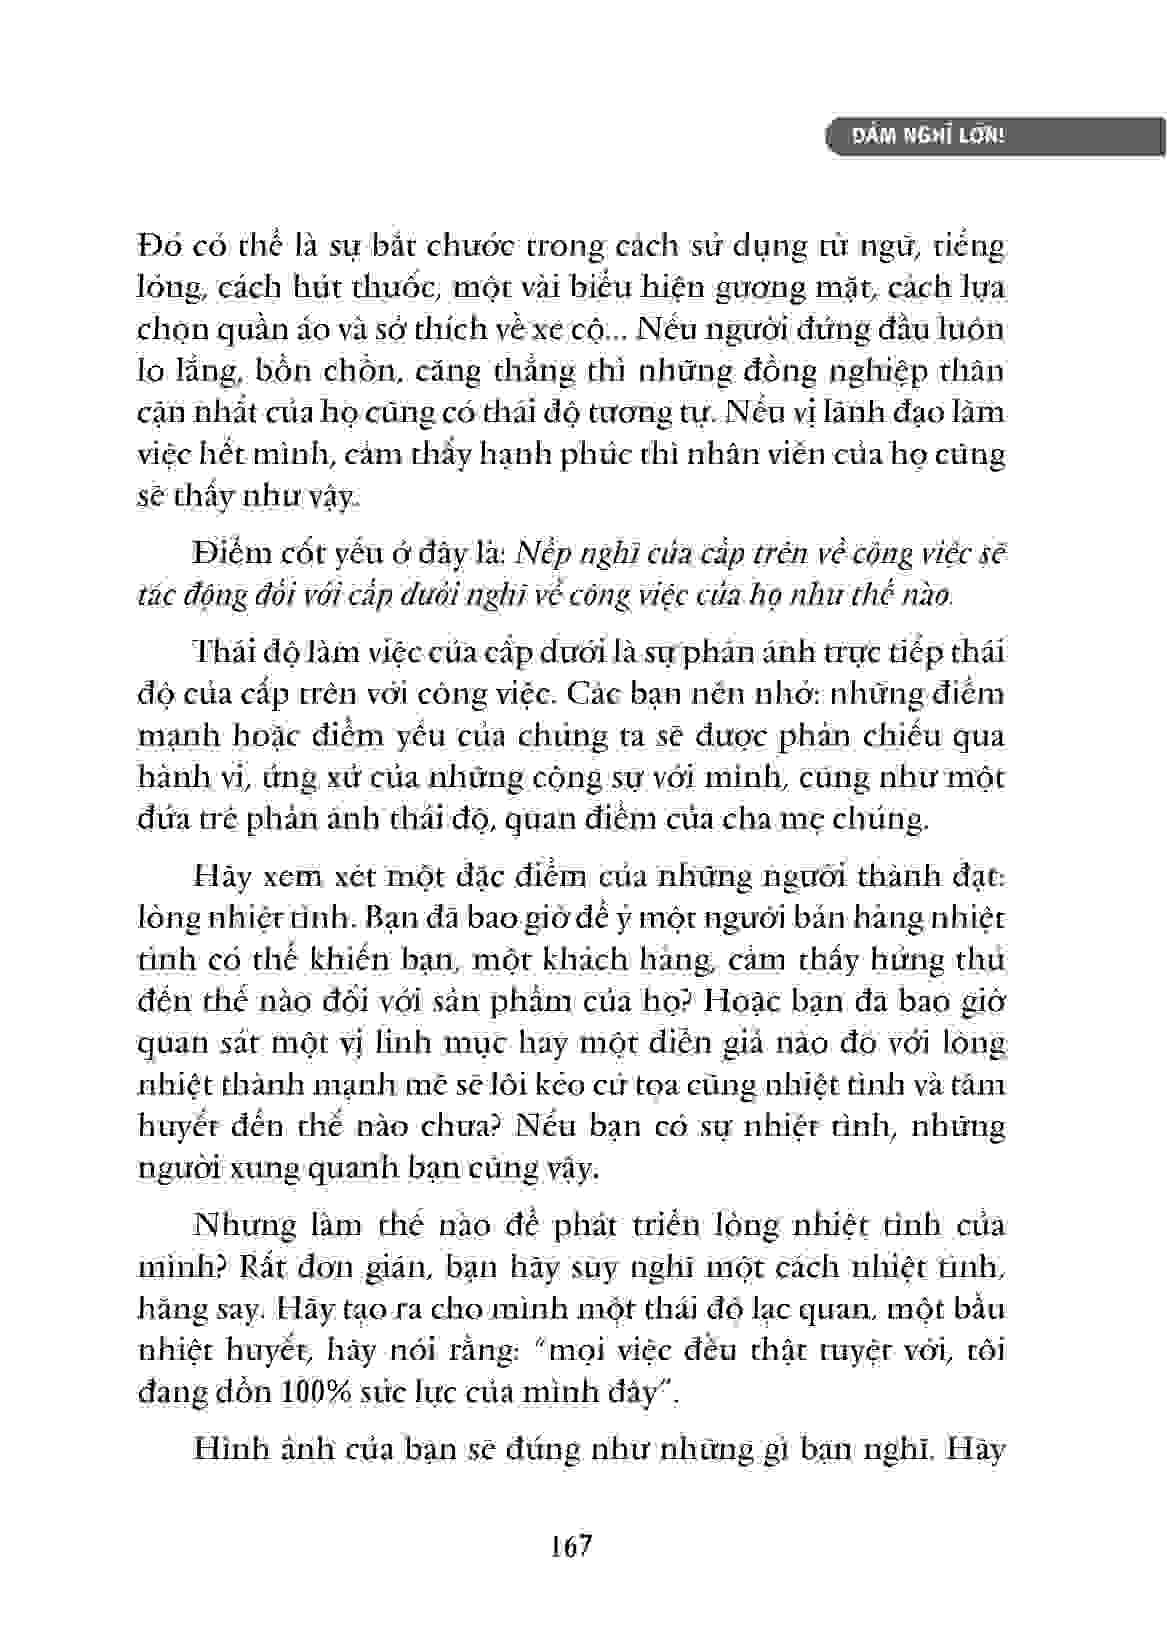 DÁM NGHĨ LỚN!
Đó có thể là sự bắt chước trong cách sử dụng từ ngữ, tiếng
lóng, cách hút thuốc, một vài biểu hiện gương mặt, cách lựa
chọn quần áo và sở thích về xe cộ... Nếu người đứng đầu luôn
lo lắng, bồn chồn, căng thẳng thì những đồng nghiệp thân
cận nhất của họ cũng có thái độ tương tự. Nếu vị lãnh đạo làm
việc hết mình, cảm thấy hạnh phúc thì nhân viên của họ cũng
sẽ thấy như vậy.
Điểm cốt yếu ở đây là: Nếp nghĩ của cấp trên về công việc sẽ
tác động đối với cấp dưới nghĩ về công việc của họ như thế nào.
Thái độ làm việc của cấp dưới là sự phản ánh trực tiếp thái
độ của cấp trên với công việc. Các bạn nên nhớ: những điểm
mạnh hoặc điểm yếu của chúng ta sẽ được phản chiếu qua
hành vi, ứng xử của những cộng sự với mình, cũng như một
đứa trẻ phản ánh thái độ, quan điểm của cha mẹ chúng.
Hãy xem xét một đặc điểm của những người thành đạt:
lòng nhiệt tình. Bạn đã bao giờ để ý một người bán hàng nhiệt
tình có thể khiến bạn, một khách hàng, cảm thấy hứng thú
đến thế nào đối với sản phẩm của họ? Hoặc bạn đã bao giờ
quan sát một vị linh mục hay một diễn giả nào đó với lòng
nhiệt thành mạnh mẽ sẽ lôi kéo cử tọa cũng nhiệt tình và tâm
huyết đến thế nào chưa? Nếu bạn có sự nhiệt tình, những
người xung quanh bạn cũng vậy.
Nhưng làm thế nào để phát triển lòng nhiệt tình của
mình? Rất đơn giản, bạn hãy suy nghĩ một cách nhiệt tình,
hăng say. Hãy tạo ra cho mình một thái độ lạc quan, một bầu
nhiệt huyết, hãy nói rằng: “mọi việc đều thật tuyệt vời, tôi
đang dồn 100% sức lực của mình đây”.
Hình ảnh của bạn sẽ đúng như những gì bạn nghĩ. Hãy
167